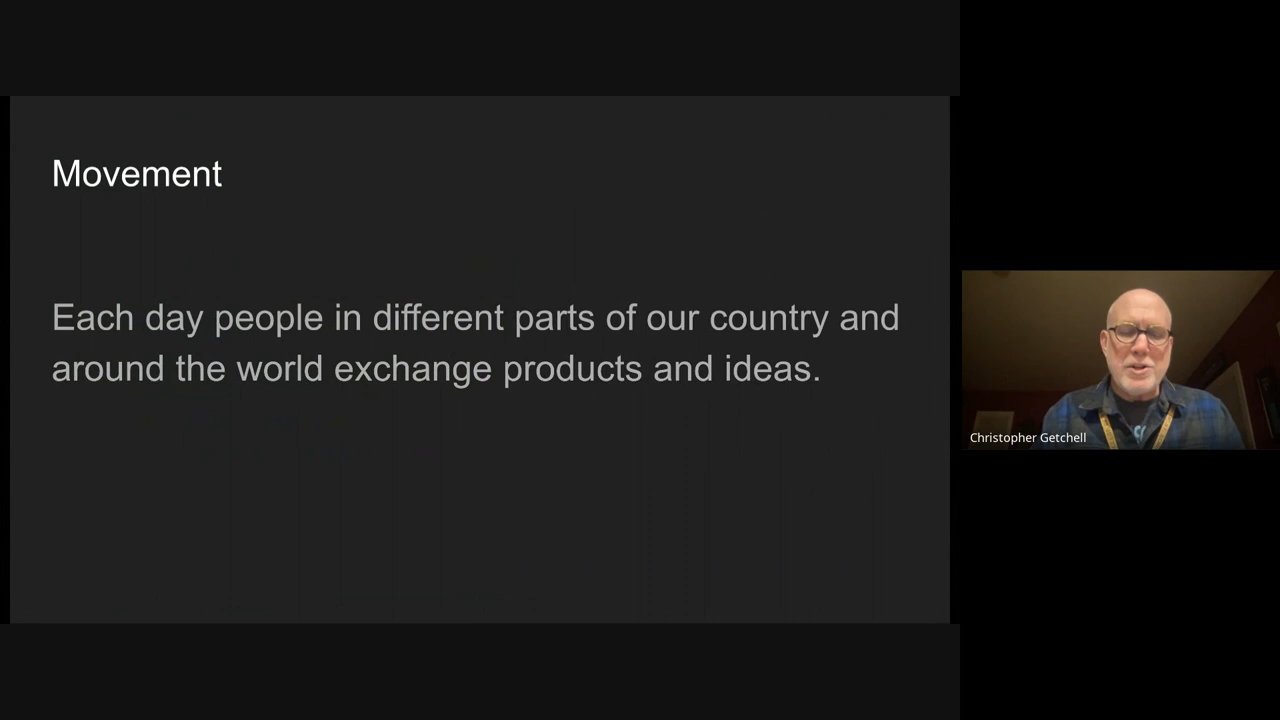 Movement
Each day people in different parts of our country and
around the world exchange products and ideas.
Christopher Getchell